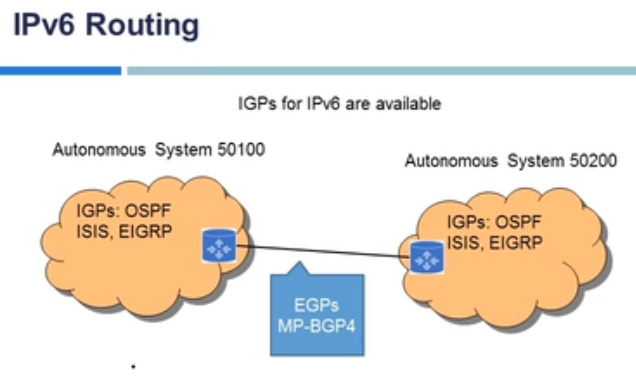 IPv6 Routing
IGPs for IPv6 are available
Autonomous System 50100
Autonomous System 50200
IGPs: OSPF
ISIS, EIGRP
IGPs: OSPF
ISIS, EIGRP
EGPs
MP-BGP4